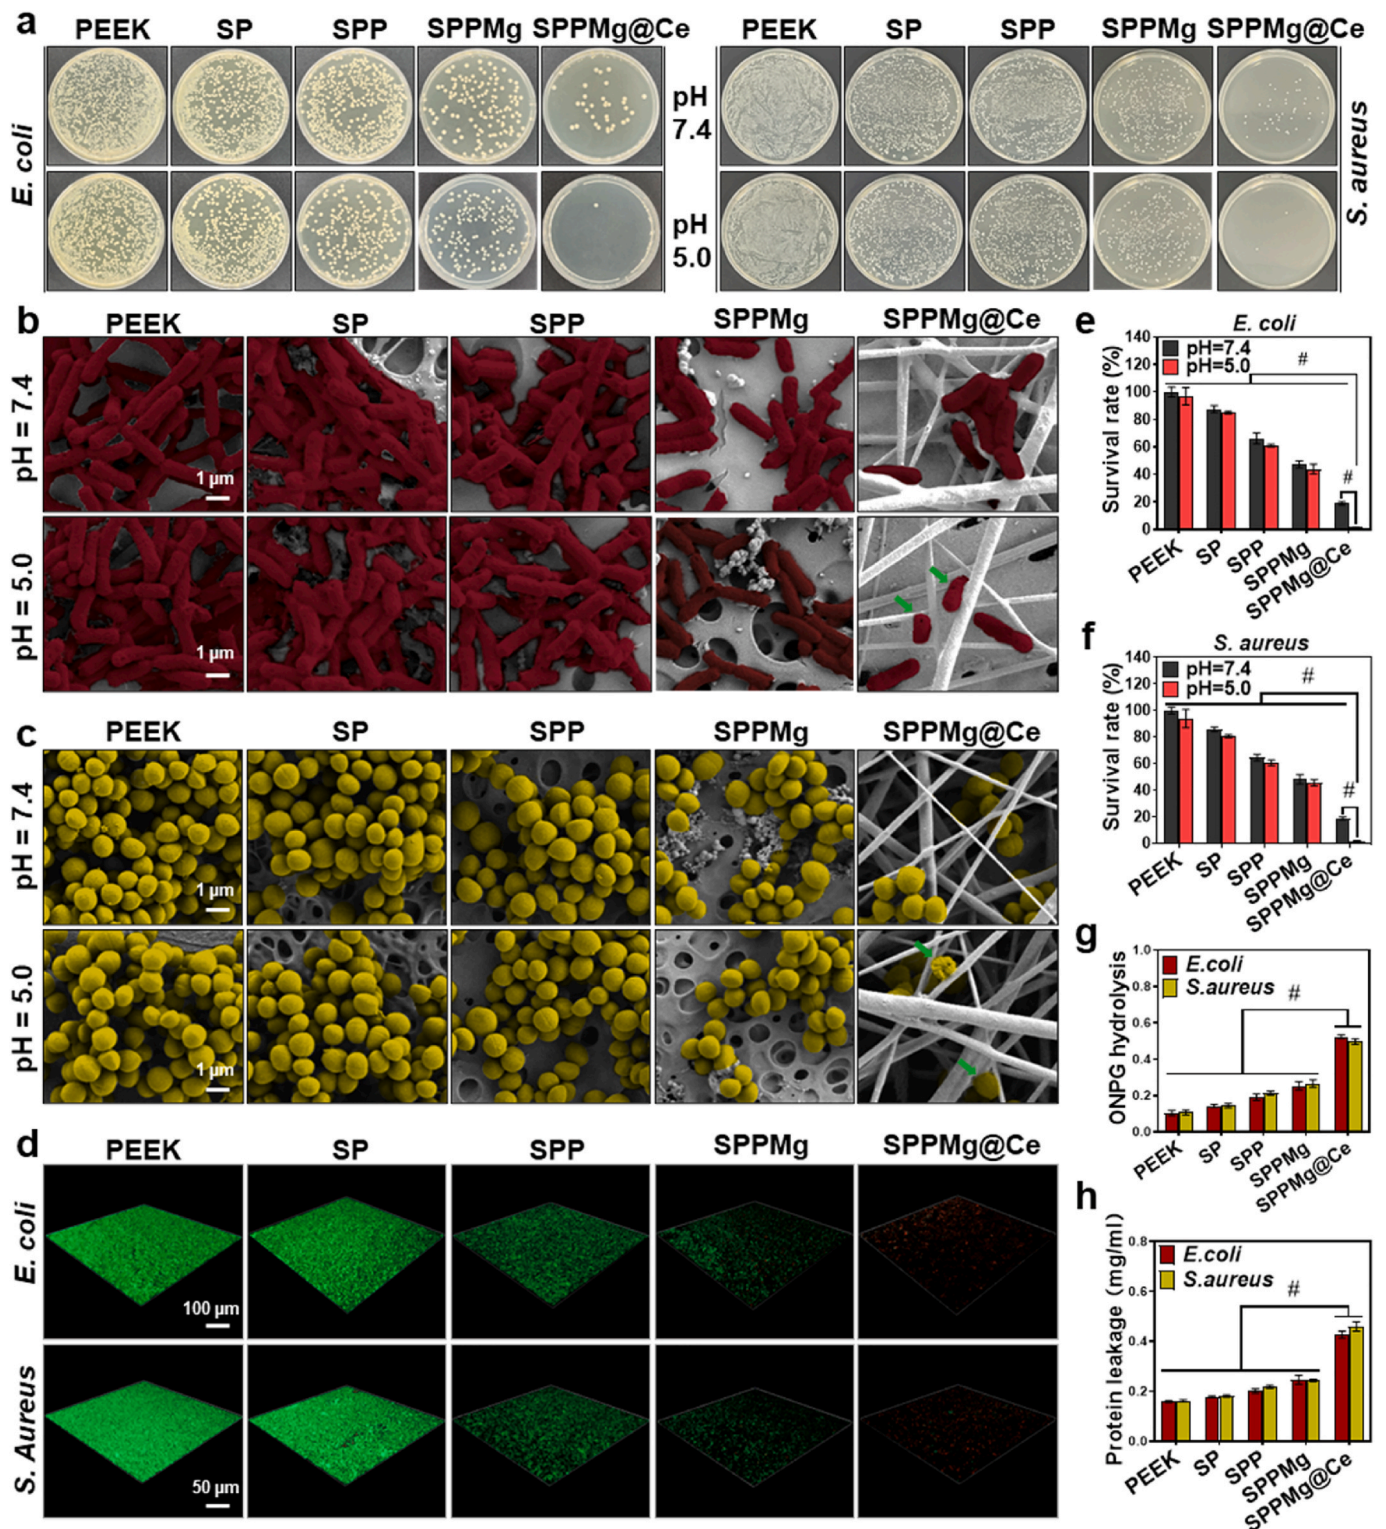 a
PEEK SP SPP SPPMg SPPMg@Ce
PEEK SP SPP SPPMg SPPMg@Ce
E. coli
pH
7.4
pH
5.0
S. aureus
b
PEEK SP SPP SPPMg SPPMg@Ce
pH = 7.4
1 µm
pH = 5.0
1 µm
c
PEEK SP SPP SPPMg SPPMg@Ce
pH = 7.4
1 µm
pH = 5.0
1 µm
d
PEEK SP SPP SPPMg SPPMg@Ce
E. coli
100 µm
S. Aureus
50 µm
e
E. coli
Survival rate (%)
140
120
100
80
60
40
20
0
pH=7.4
pH=5.0
#
#
PEEK SP SPP SPPMg SPPMg@Ce
f
S. aureus
Survival rate (%)
140
120
100
80
60
40
20
0
pH=7.4
pH=5.0
#
#
PEEK SP SPP SPPMg SPPMg@Ce
g
ONPG hydrolysis
1.0
0.8
0.6
0.4
0.2
0.0
E.coli
S.aureus
#
PEEK SP SPP SPPMg SPPMg@Ce
h
Protein leakage (mg/ml)
0.8
0.6
0.4
0.2
0.0
E.coli
S.aureus
#
PEEK SP SPP SPPMg SPPMg@Ce